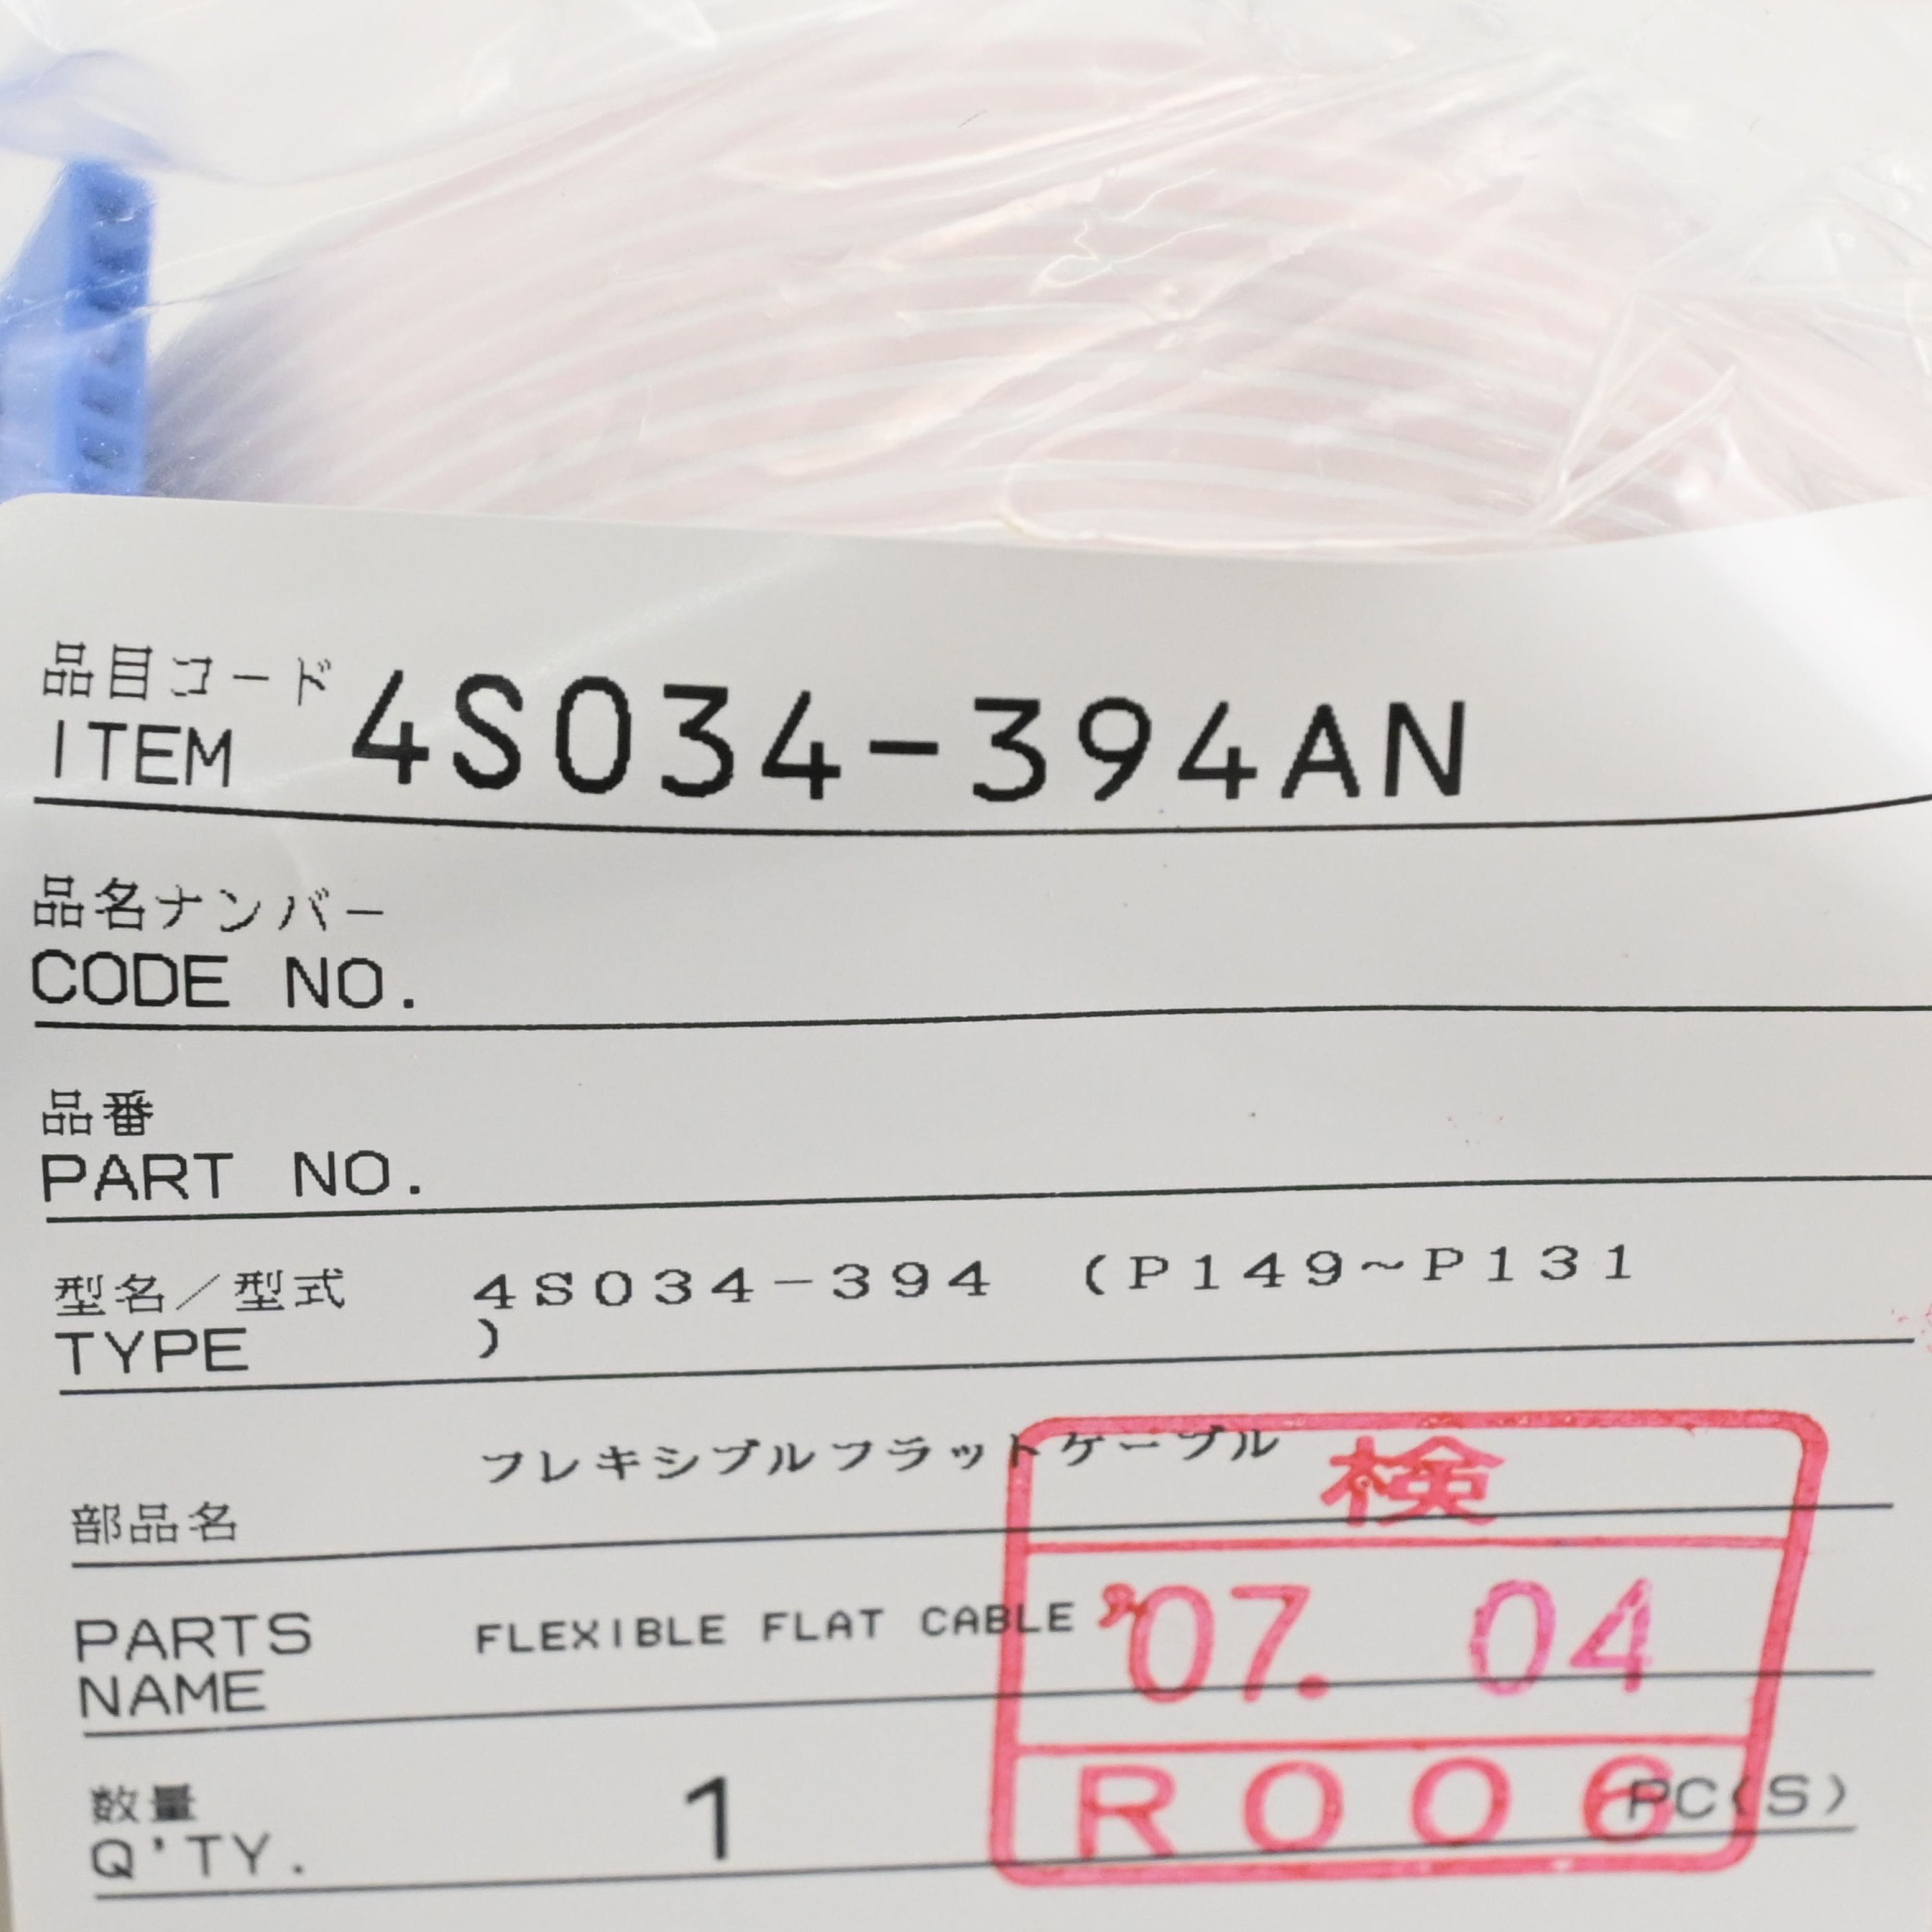 品目コード
ITEM 4S034-394AN
品名ナンバー
CODE NO.
品番
PART NO.
型名／型式 4S034-394 (P149~P131
TYPE )
フレキシブルフラットケーブル
部品名
検
PARTS FLEXIBLE FLAT CABLE
NAME
'07. 04
数量 1 PC(S)
Q'TY.
R006